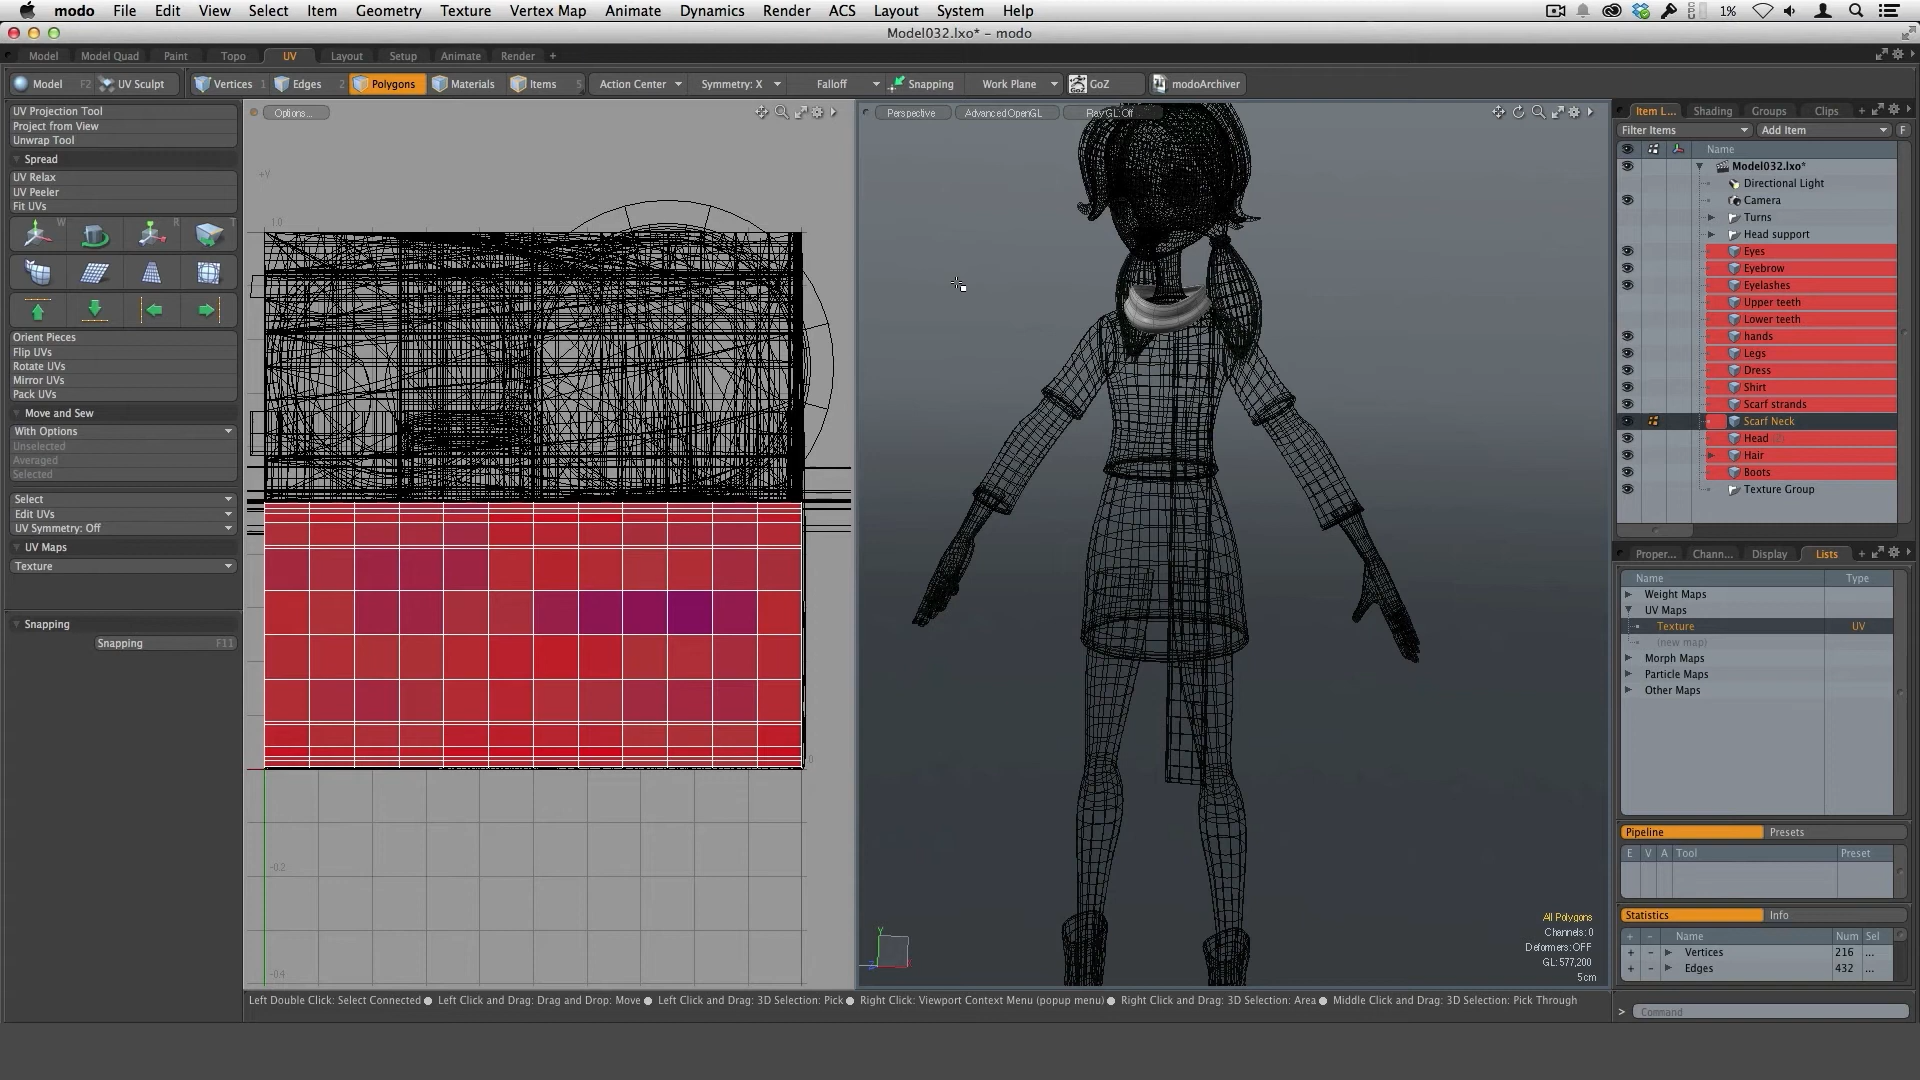 modo File Edit View Select Item Geometry Texture Vertex Map Animate Dynamics Render ACS Layout System Help 1%
Model032.lxo* - modo
Model Model Quad Paint Topo UV Layout Setup Animate Render
Model F2 UV Sculpt Vertices 1 Edges 2 Polygons Materials Items 5 Action Center Symmetry: X Falloff Snapping Work Plane GoZ modoArchiver
UV Projection Tool
Project from View
Unwrap Tool
Spread
UV Relax
UV Peeler
Fit UVs
W R T
Orient Pieces
Flip UVs
Rotate UVs
Mirror UVs
Pack UVs
Move and Sew
With Options
Unselected
Averaged
Selected
Select
Edit UVs
UV Symmetry: Off
UV Maps
Texture
Snapping
Snapping F11
Options...
+V
1.0
-0.2
-0.4
Perspective Advanced OpenGL Ray GL: Off
All Polygons
Channels: 0
Deformers: OFF
GL: 577,200
5 cm
Y
Left Double Click: Select Connected ● Left Click and Drag: Drag and Drop: Move ● Left Click and Drag: 3D Selection: Pick ● Right Click: Viewport Context Menu (popup menu) ● Right Click and Drag: 3D Selection: Area ● Middle Click and Drag: 3D Selection: Pick Through
Item L... Shading Groups Clips +
Filter Items Add Item F
Name
Model032.lxo*
Directional Light
Camera
Turns
Head support
Eyes
Eyebrow
Eyelashes
Upper teeth
Lower teeth
hands
Legs
Dress
Shirt
Scarf strands
Scarf Neck
Head (2)
Hair
Boots
Texture Group
Proper... Chann... Display Lists +
Name Type
Weight Maps
UV Maps
Texture UV
(new map)
Morph Maps
Particle Maps
Other Maps
Pipeline Presets
E V A Tool Preset
Statistics Info
+ - Name Num Sel
+ - Vertices 216 ...
+ - Edges 432 ...
> Command